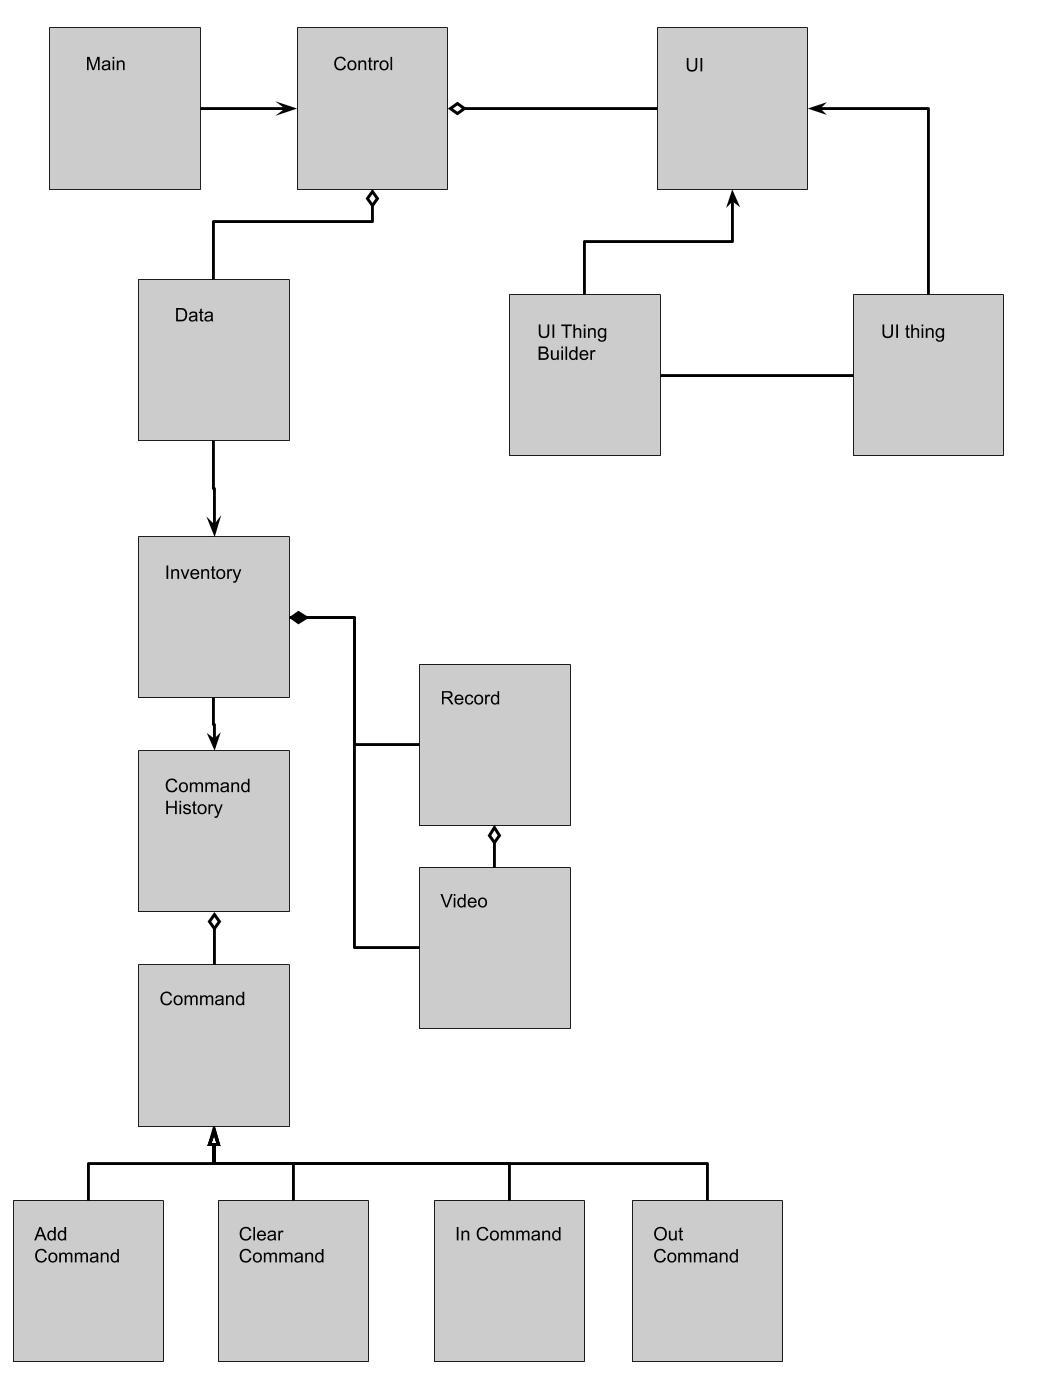 Main
Control
UI
Data
UI Thing
Builder
UI thing
Inventory
Record
Command
History
Video
Command
Add
Command
Clear
Command
In Command
Out
Command